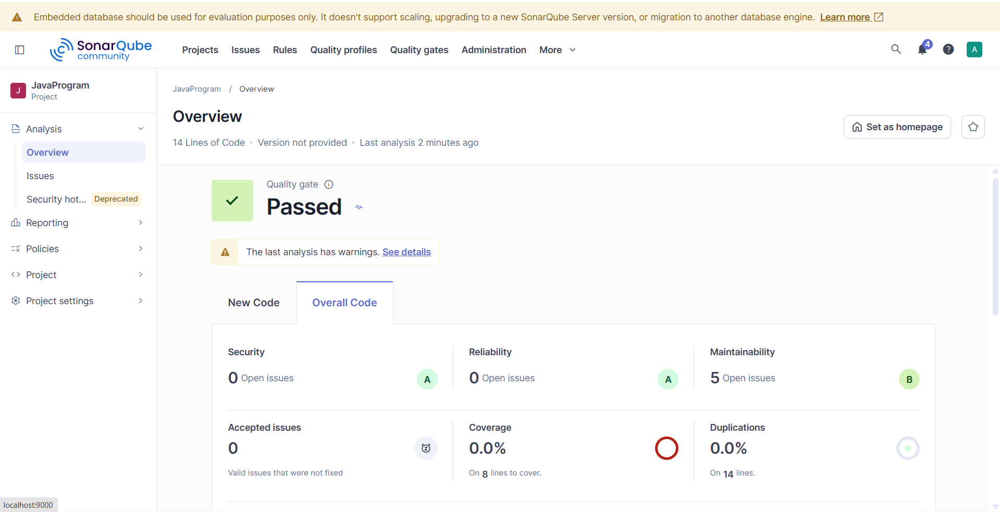 Embedded database should be used for evaluation purposes only. It doesn't support scaling, upgrading to a new SonarQube Server version, or migration to another database engine. Learn more
SonarQube community
Projects Issues Rules Quality profiles Quality gates Administration More
4
?
A
J
JavaProgram
Project
Analysis
Overview
Issues
Security hot... Deprecated
Reporting
Policies
Project
Project settings
JavaProgram / Overview
Overview
14 Lines of Code • Version not provided • Last analysis 2 minutes ago
Set as homepage
Quality gate
Passed
The last analysis has warnings. See details
New Code Overall Code
Security
0 Open issues A
Reliability
0 Open issues A
Maintainability
5 Open issues B
Accepted issues
0
Valid issues that were not fixed
Coverage
0.0%
On 8 lines to cover.
Duplications
0.0%
On 14 lines.
localhost:9000